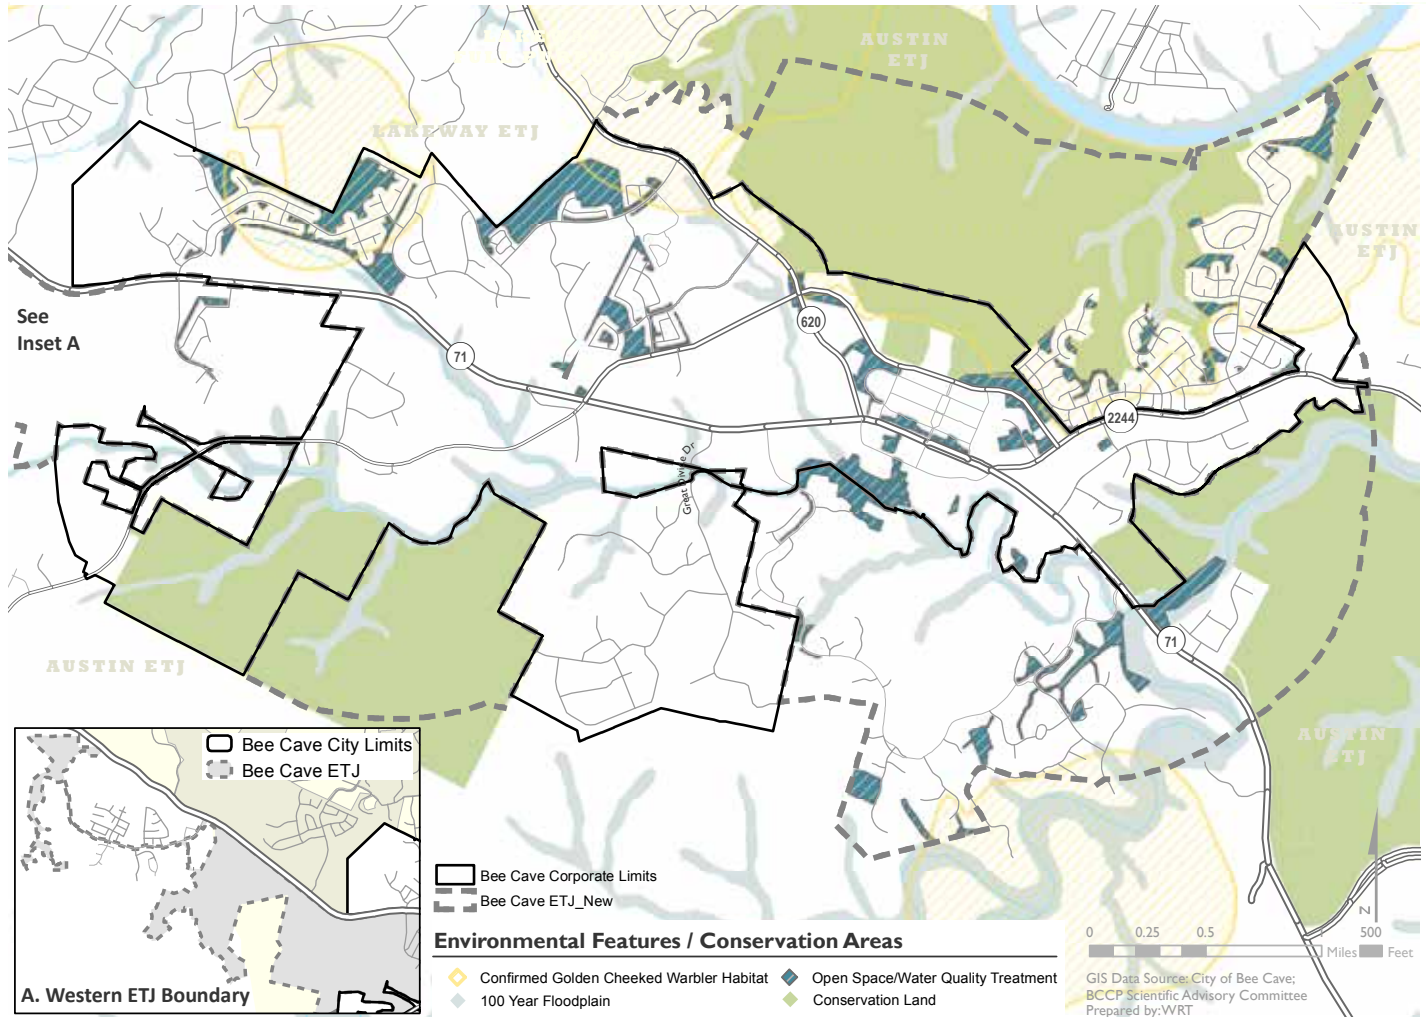 AUSTIN
ETJ
LAKEWAY ETJ
AUSTIN
ETJ
See
Inset A
620
71
2244
Great Divide Dr
71
AUSTIN ETJ
AUSTIN
ETJ
Bee Cave City Limits
Bee Cave ETJ
A. Western ETJ Boundary
Bee Cave Corporate Limits
Bee Cave ETJ_New
Environmental Features / Conservation Areas
Confirmed Golden Cheeked Warbler Habitat
Open Space/Water Quality Treatment
100 Year Floodplain
Conservation Land
N
0 0.25 0.5 Miles
500 Feet
GIS Data Source: City of Bee Cave;
BCCP Scientific Advisory Committee
Prepared by: WRT